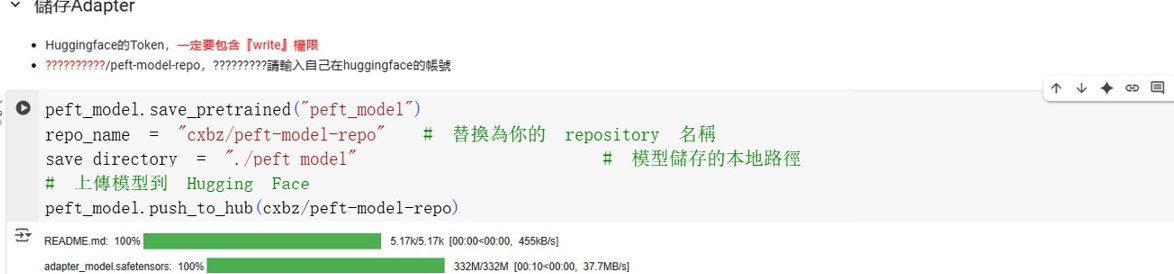 儲存Adapter
Huggingface的Token，一定要包含『write』權限
??????????/peft-model-repo，?????????請輸入自己在huggingface的帳號
peft_model.save_pretrained("peft_model")
repo_name = "cxbz/peft-model-repo" # 替換為你的 repository 名稱
save_directory = "./peft_model" # 模型儲存的本地路徑
# 上傳模型到 Hugging Face
peft_model.push_to_hub(cxbz/peft-model-repo)
README.md: 100% 5.17k/5.17k [00:00<00:00, 455kB/s]
adapter_model.safetensors: 100% 332M/332M [00:10<00:00, 37.7MB/s]